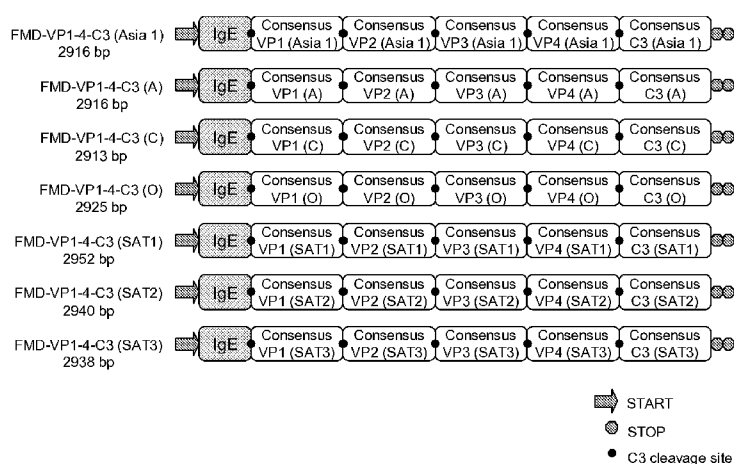 FMD-VP1-4-C3 (Asia 1)
2916 bp
IgE
Consensus Consensus Consensus Consensus Consensus
VP1 (Asia 1) VP2 (Asia 1) VP3 (Asia 1) VP4 (Asia 1) C3 (Asia 1)
FMD-VP1-4-C3 (A)
2916 bp
IgE
Consensus Consensus Consensus Consensus Consensus
VP1 (A) VP2 (A) VP3 (A) VP4 (A) C3 (A)
FMD-VP1-4-C3 (C)
2913 bp
IgE
Consensus Consensus Consensus Consensus Consensus
VP1 (C) VP2 (C) VP3 (C) VP4 (C) C3 (C)
FMD-VP1-4-C3 (O)
2925 bp
IgE
Consensus Consensus Consensus Consensus Consensus
VP1 (O) VP2 (O) VP3 (O) VP4 (O) C3 (O)
FMD-VP1-4-C3 (SAT1)
2952 bp
IgE
Consensus Consensus Consensus Consensus Consensus
VP1 (SAT1) VP2 (SAT1) VP3 (SAT1) VP4 (SAT1) C3 (SAT1)
FMD-VP1-4-C3 (SAT2)
2940 bp
IgE
Consensus Consensus Consensus Consensus Consensus
VP1 (SAT2) VP2 (SAT2) VP3 (SAT2) VP4 (SAT2) C3 (SAT2)
FMD-VP1-4-C3 (SAT3)
2938 bp
IgE
Consensus Consensus Consensus Consensus Consensus
VP1 (SAT3) VP2 (SAT3) VP3 (SAT3) VP4 (SAT3) C3 (SAT3)
START
STOP
C3 cleavage site